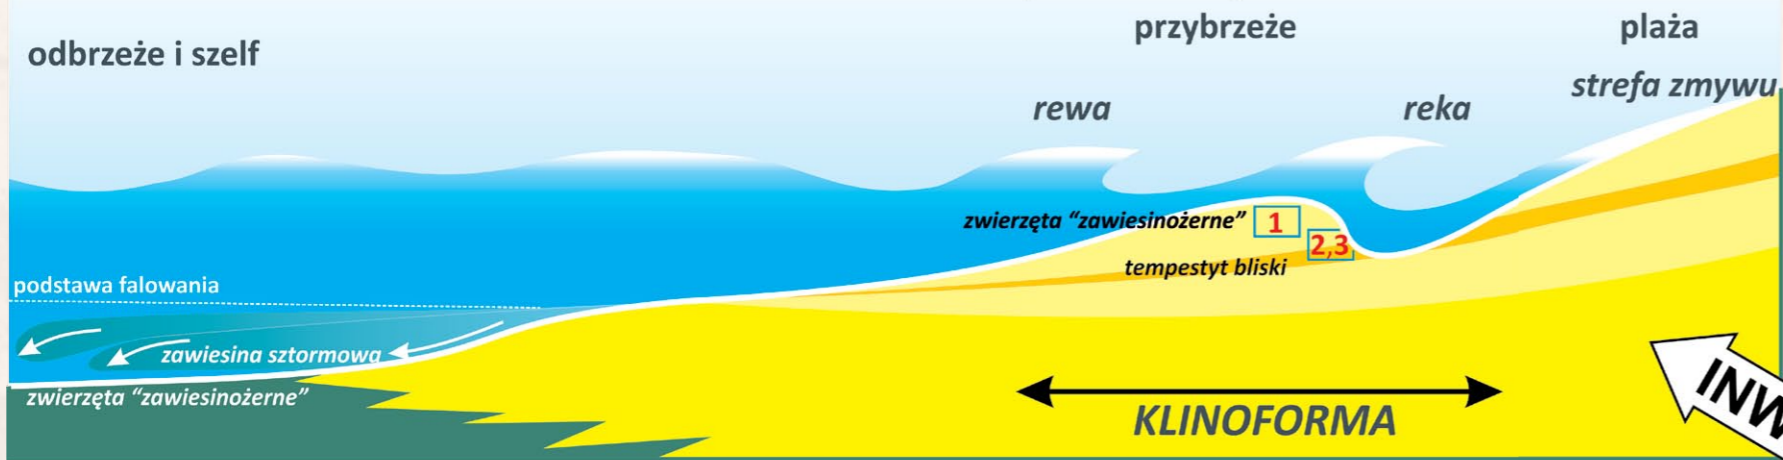 przybrzeże
plaża
odbrzeże i szelf
strefa zmywu
rewa
reka
zwierzęta "zawiesinożerne" 1
2,3
tempestyt bliski
podstawa falowania
zawiesina sztormowa
zwierzęta "zawiesinożerne"
KLINOFORMA
INW